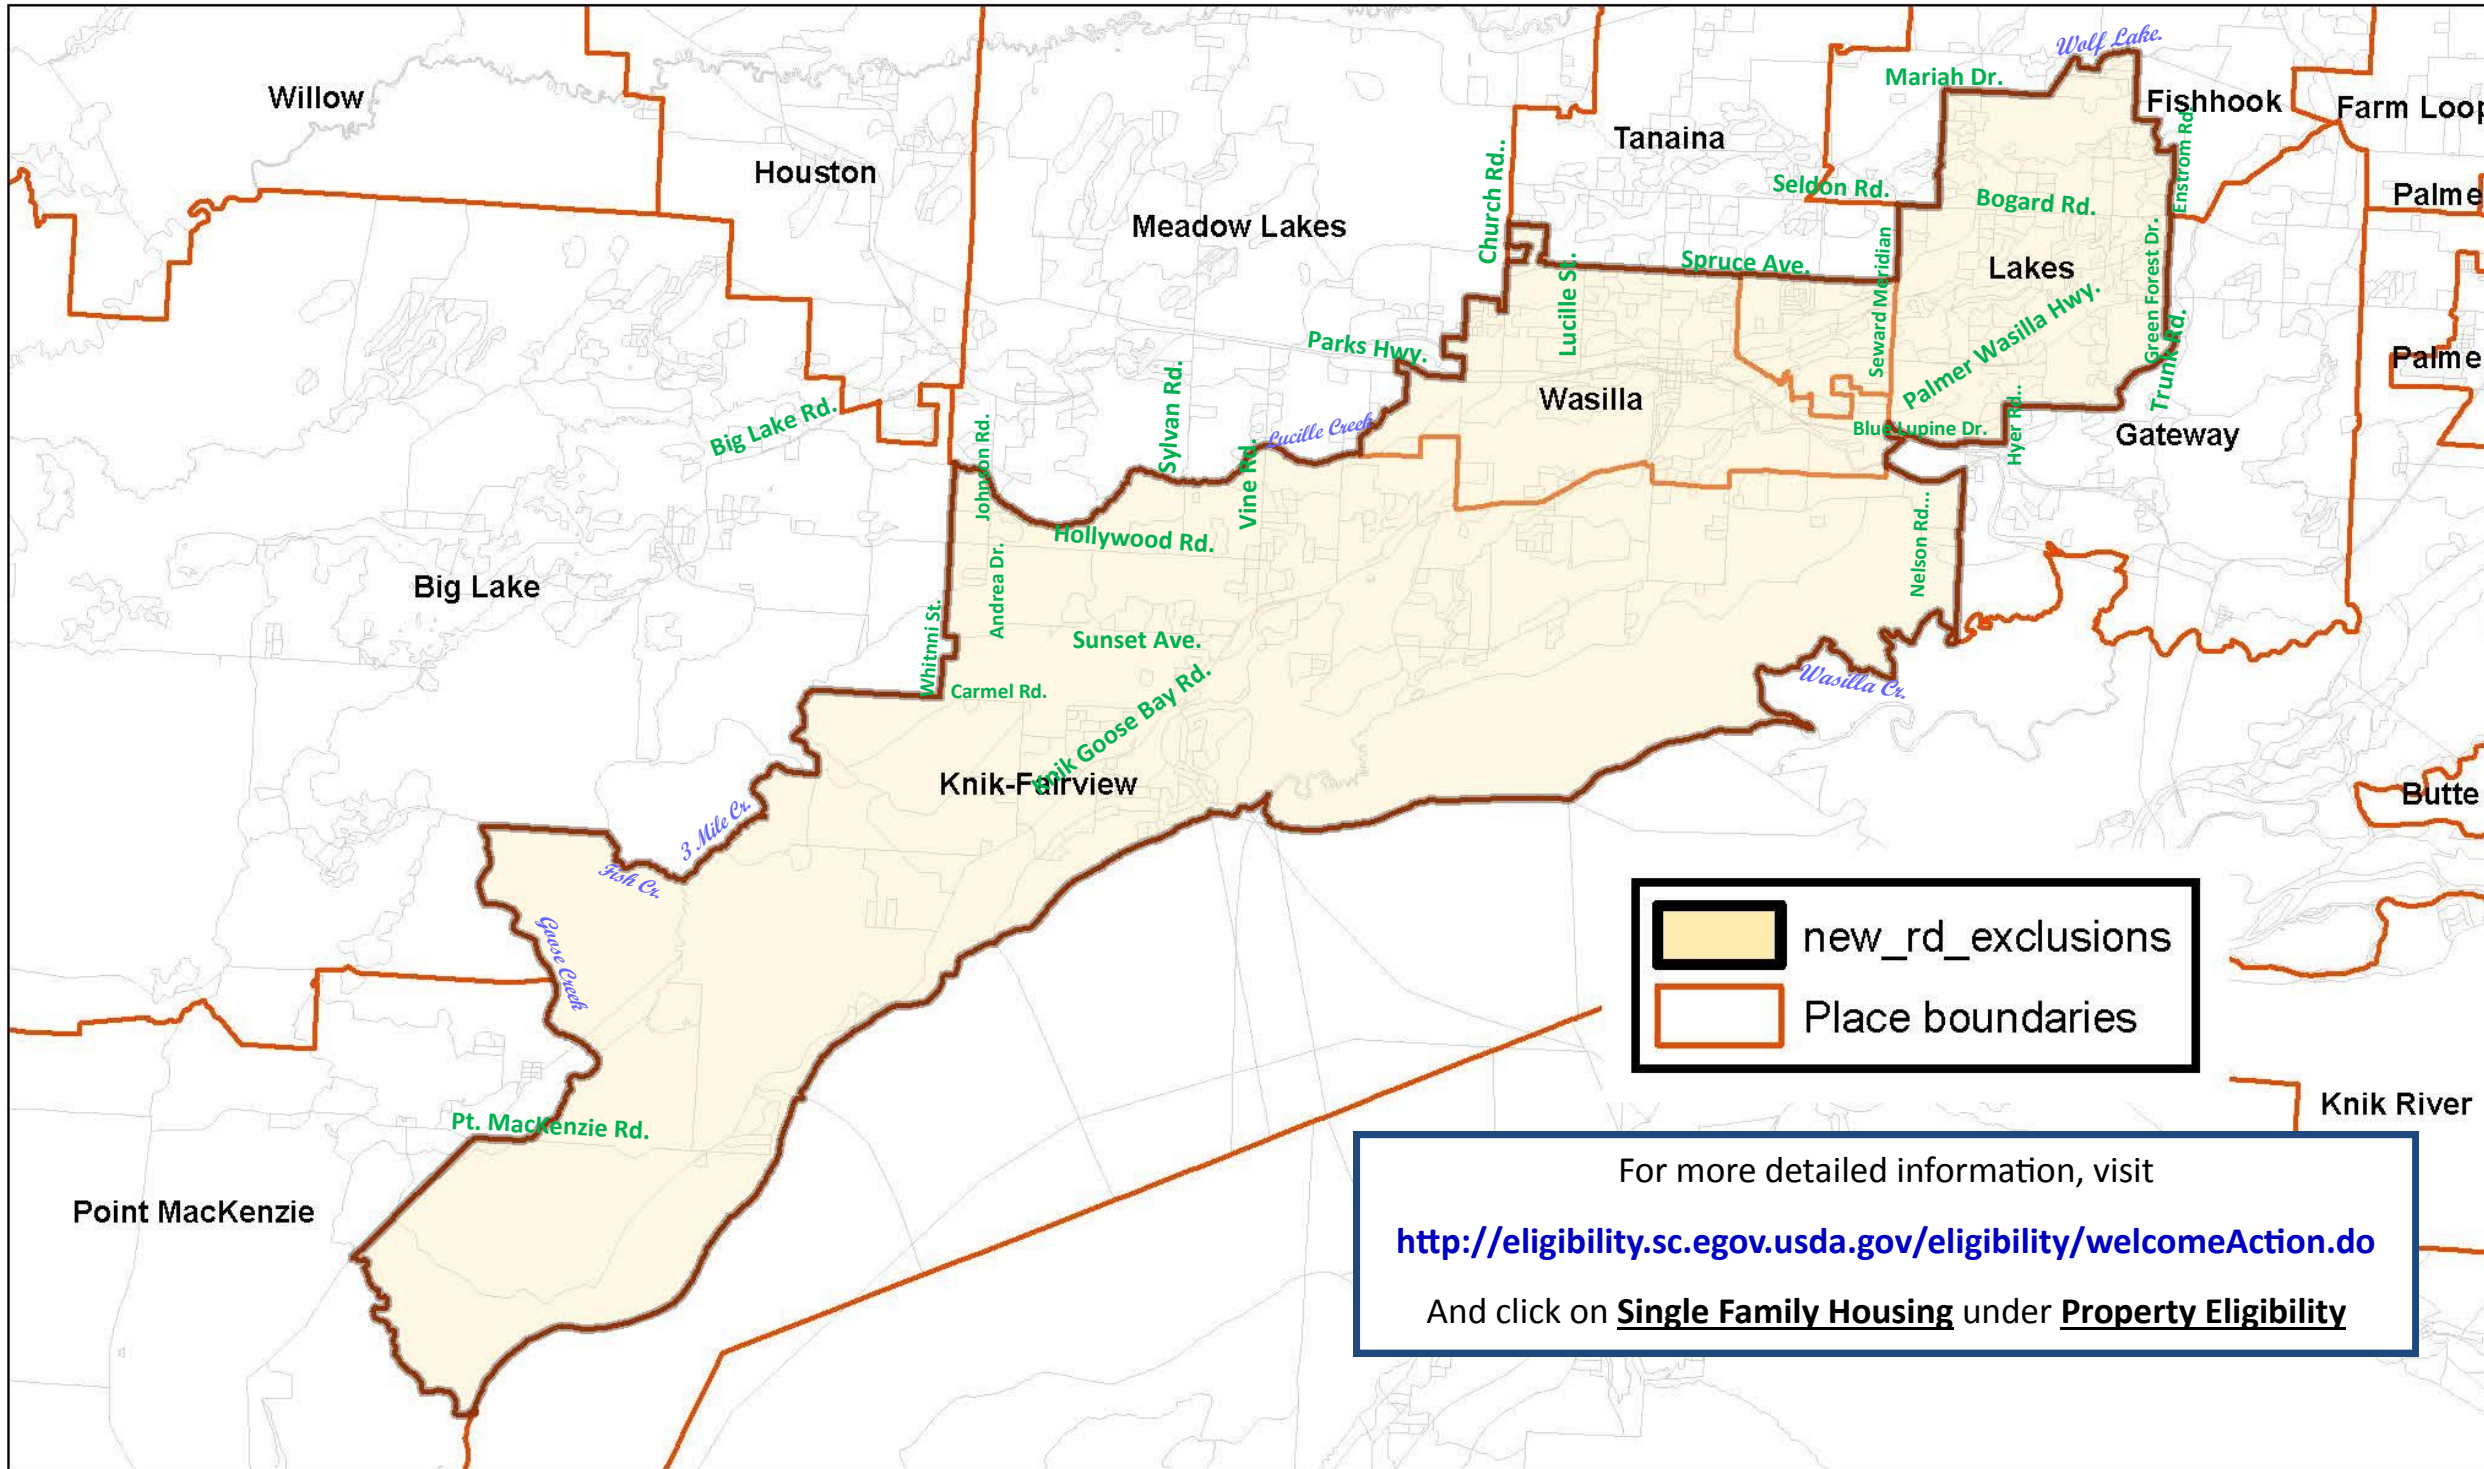 Wolf Lake.
Mariah Dr.
Willow
Fishhook
Farm Loop
Tanaina
Houston
Church Rd..
Enstrom Rd.
Seldon Rd.
Bogard Rd.
Palme
Meadow Lakes
Spruce Ave.
Seward Meridian
Lakes
Green Forest Dr.
Lucille St.
Palmer Wasilla Hwy.
Parks Hwy.
Trunk Rd.
Palme
Sylvan Rd.
Wasilla
Big Lake Rd.
Johnson Rd.
Lucille Creek
Blue Lupine Dr.
Hyer Rd..
Gateway
Vine Rd.
Hollywood Rd.
Nelson Rd....
Big Lake
Andrea Dr.
Whitnni St.
Sunset Ave.
Carmel Rd.
Wasilla Cr.
Knik Goose Bay Rd.
Knik-Fairview
Butte
3 Mile Cr.
Fish Cr.
Goose Creek
new_rd_exclusions
Place boundaries
Knik River
Pt. MacKenzie Rd.
Point MacKenzie
For more detailed information, visit
http://eligibility.sc.egov.usda.gov/eligibility/welcomeAction.do
And click on Single Family Housing under Property Eligibility